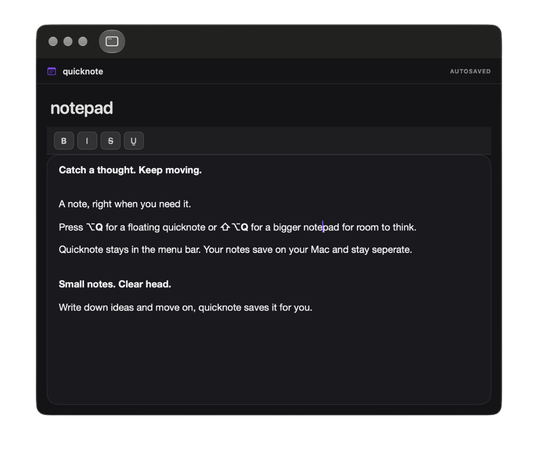 quicknote
AUTOSAVED
notepad
B I S U
Catch a thought. Keep moving.
A note, right when you need it.
Press ⌥Q for a floating quicknote or ⇧⌥Q for a bigger notepad for room to think.
Quicknote stays in the menu bar. Your notes save on your Mac and stay seperate.
Small notes. Clear head.
Write down ideas and move on, quicknote saves it for you.